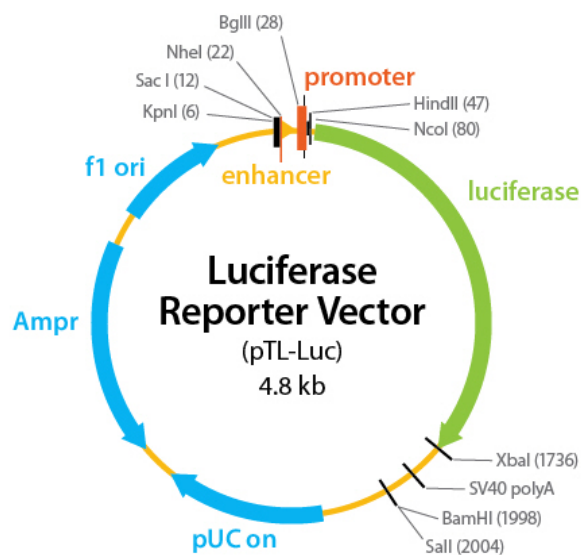 BglII (28)
NheI (22)
promoter
Sac I (12)
HindII (47)
KpnI (6)
NcoI (80)
f1 ori
enhancer
luciferase
Luciferase
Reporter Vector
Ampr
(pTL-Luc)
4.8 kb
XbaI (1736)
SV40 polyA
BamHI (1998)
pUC on
SalI (2004)